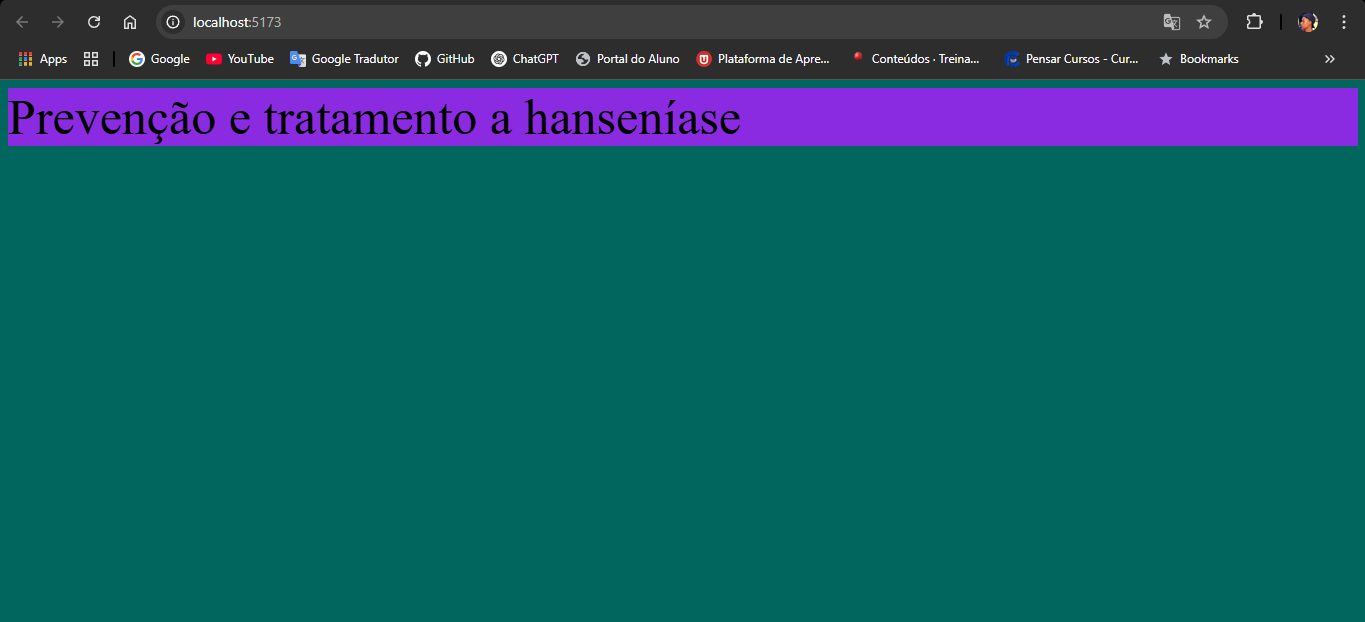 localhost:5173
Apps Google YouTube Google Tradutor GitHub ChatGPT Portal do Aluno Plataforma de Apre... Conteúdos · Treina... Pensar Cursos - Cur... Bookmarks »
Prevenção e tratamento a hanseníase